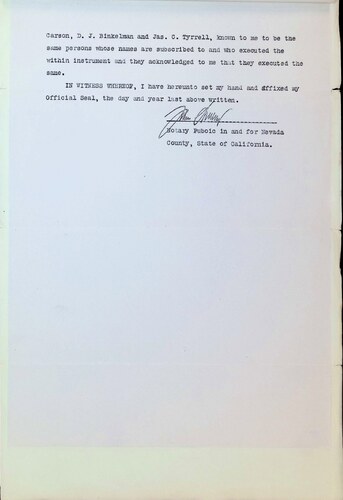 Carson, D. J. Binkelman and Jas. C. Tyrrell, known to me to be the
same persons whose names are subscribed to and who executed the
within instrument and they acknowledged to me that they executed the
same.
IN WITNESS WHEREOF, I have hereunto set my hand and affixed my
Official Seal, the day and year last above written.
Notary Puboic in and for Nevada
County, State of California.